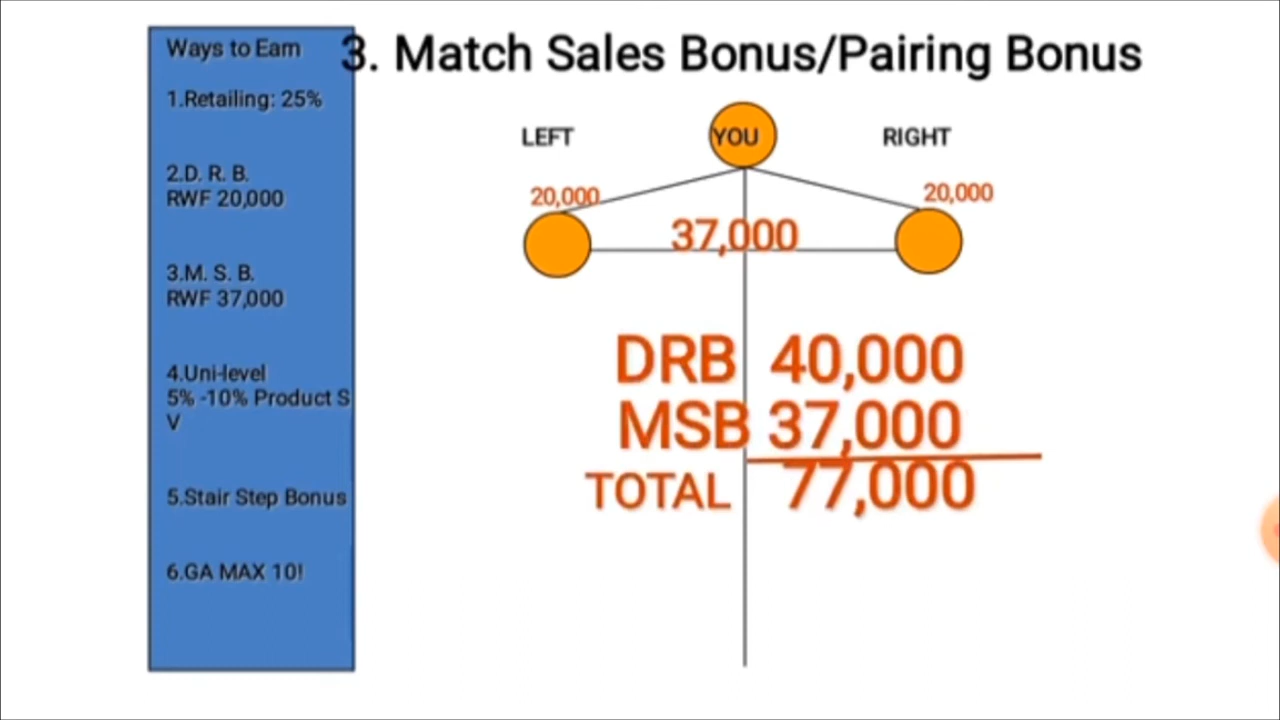 Ways to Earn
1.Retailing: 25%
2.D. R. B.
RWF 20,000
3.M. S. B.
RWF 37,000
4.Uni-level
5% -10% Product S
V
5.Stair Step Bonus
6.GA MAX 10!
3. Match Sales Bonus/Pairing Bonus
LEFT YOU RIGHT
20,000 20,000
37,000
DRB 40,000
MSB 37,000
TOTAL 77,000